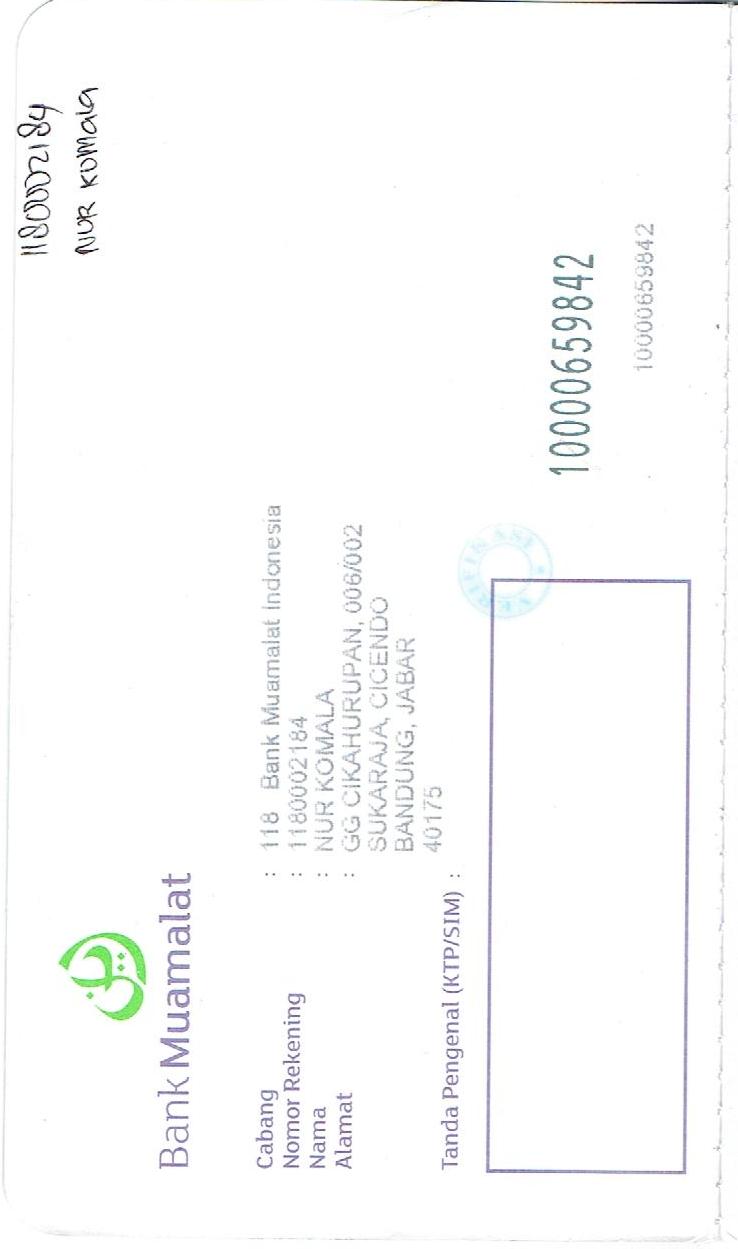 1180002184
NUR KOMALA
Bank Muamalat
Cabang : 118 Bank Muamalat Indonesia
Nomor Rekening : 1180002184
Nama : NUR KOMALA
Alamat : GG CIKAHURUPAN, 006/002
SUKARAJA, CICENDO
BANDUNG, JABAR
40175
Tanda Pengenal (KTP/SIM) :
VERIFIKASI
10000659842
10000659842